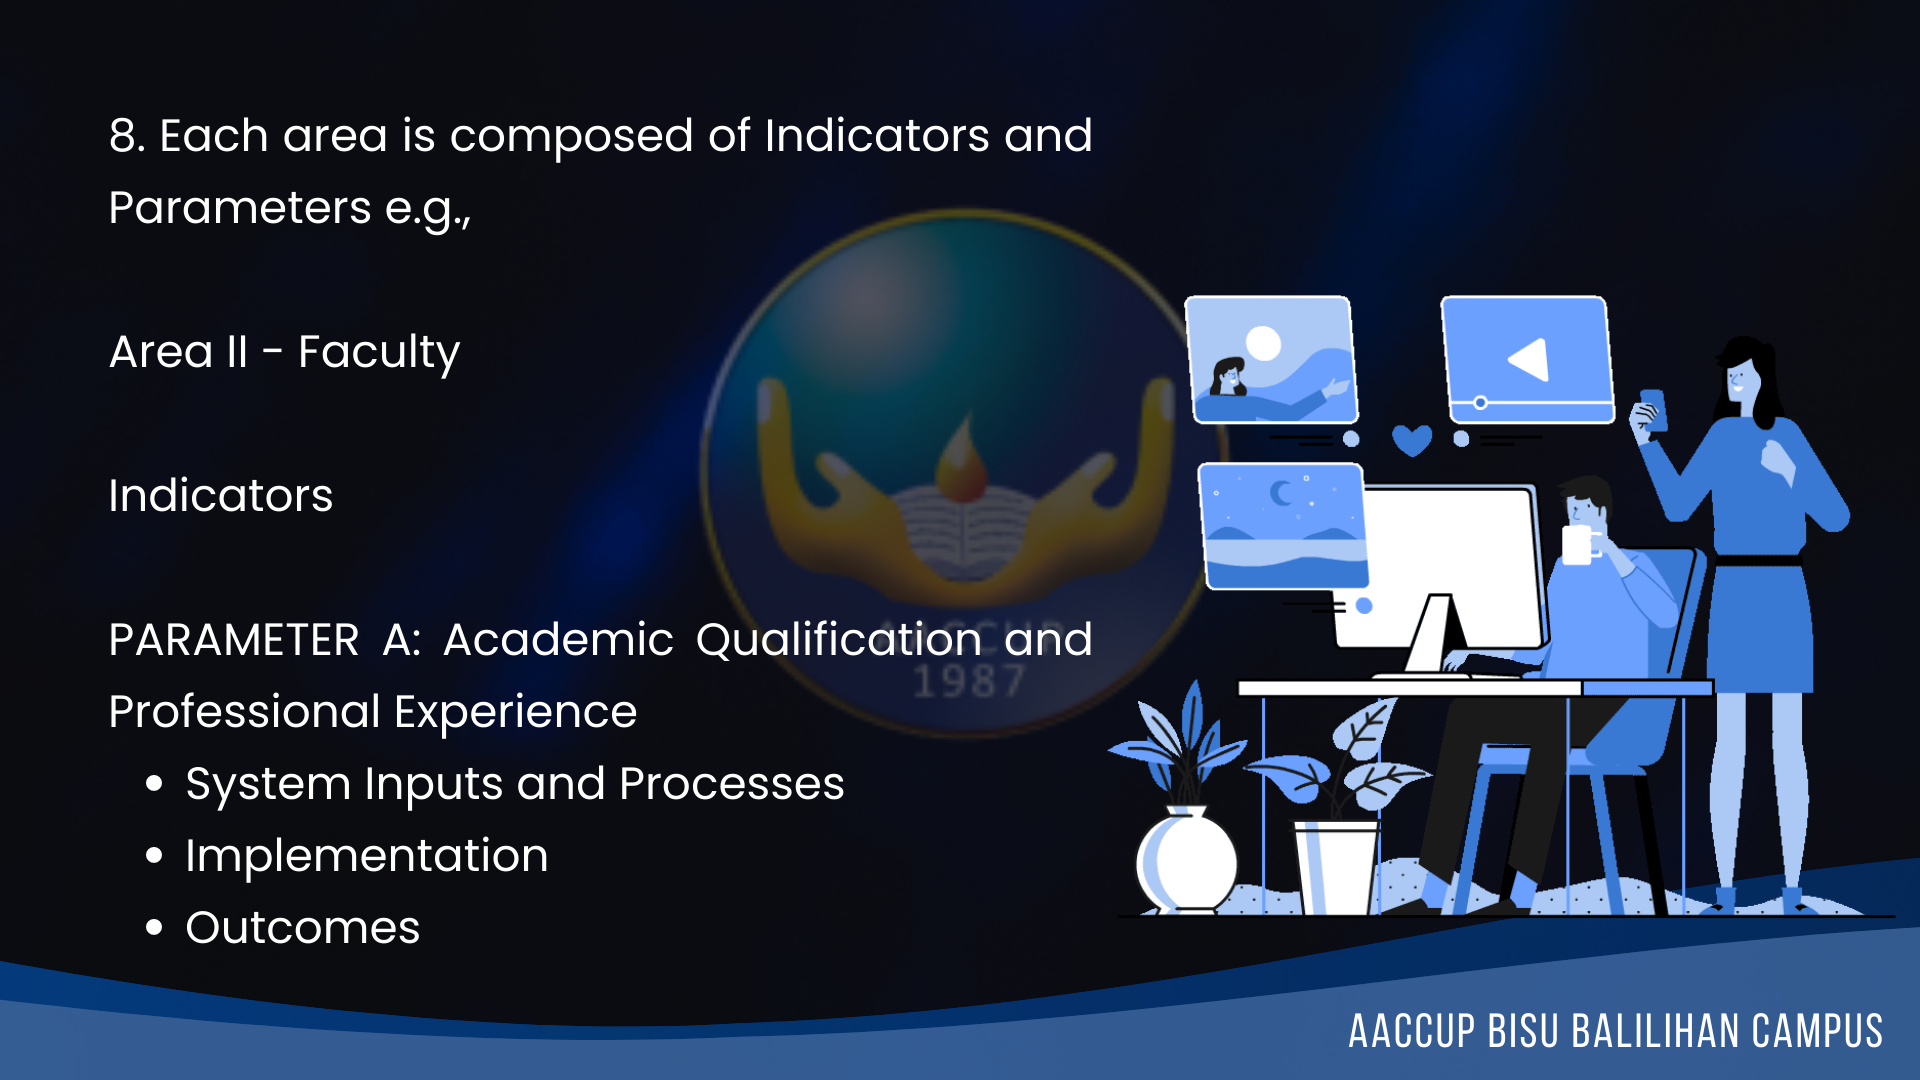 8. Each area is composed of Indicators and
Parameters e.g.,
Area II - Faculty
Indicators
PARAMETER A: Academic Qualification and
Professional Experience
• System Inputs and Processes
• Implementation
• Outcomes
AACCUP
1987
AACCUP BISU BALILIHAN CAMPUS